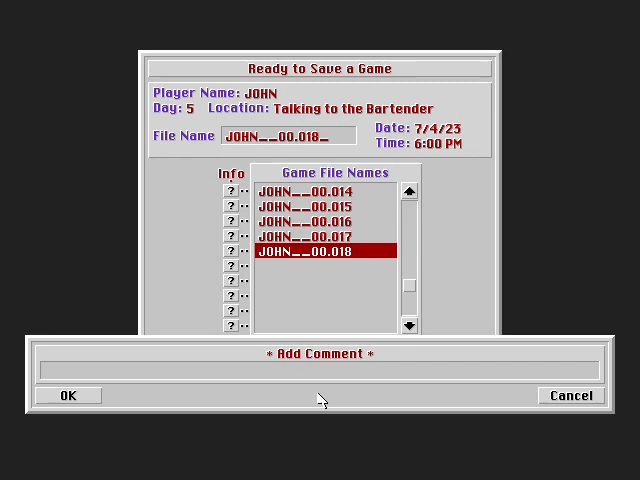 Ready to Save a Game
Player Name: JOHN
Day: 5 Location: Talking to the Bartender
File Name JOHN__00.018_
Date: 7/4/23
Time: 6:00 PM
Info
Game File Names
? ·· JOHN__00.014
? ·· JOHN__00.015
? ·· JOHN__00.016
? ·· JOHN__00.017
? ·· JOHN__00.018
? ··
? ··
? ··
? ··
? ··
* Add Comment *
OK
Cancel